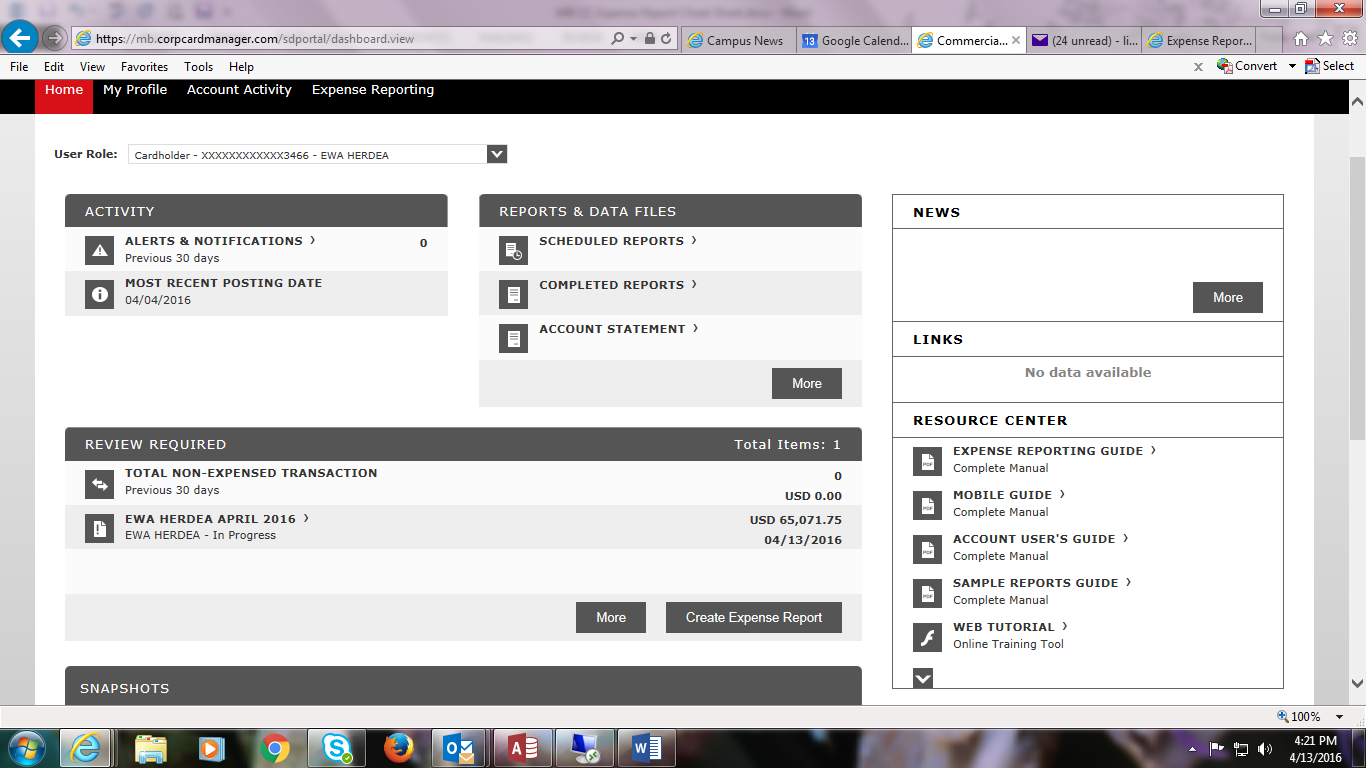 https://mb.corpcardmanager.com/sdportal/dashboard.view
Campus News
13 Google Calend...
Commercia...
(24 unread) - li...
Expense Repor...
File Edit View Favorites Tools Help
x Convert Select
Home My Profile Account Activity Expense Reporting
User Role: Cardholder - XXXXXXXXXXXX3466 - EWA HERDEA
ACTIVITY
ALERTS & NOTIFICATIONS › 0
Previous 30 days
MOST RECENT POSTING DATE
04/04/2016
REPORTS & DATA FILES
SCHEDULED REPORTS ›
COMPLETED REPORTS ›
ACCOUNT STATEMENT ›
More
REVIEW REQUIRED Total Items: 1
TOTAL NON-EXPENSED TRANSACTION 0
Previous 30 days USD 0.00
EWA HERDEA APRIL 2016 › USD 65,071.75
EWA HERDEA - In Progress 04/13/2016
More Create Expense Report
SNAPSHOTS
NEWS
More
LINKS
No data available
RESOURCE CENTER
PDF EXPENSE REPORTING GUIDE ›
Complete Manual
PDF MOBILE GUIDE ›
Complete Manual
PDF ACCOUNT USER'S GUIDE ›
Complete Manual
PDF SAMPLE REPORTS GUIDE ›
Complete Manual
WEB TUTORIAL ›
Online Training Tool
100%
4:21 PM
4/13/2016